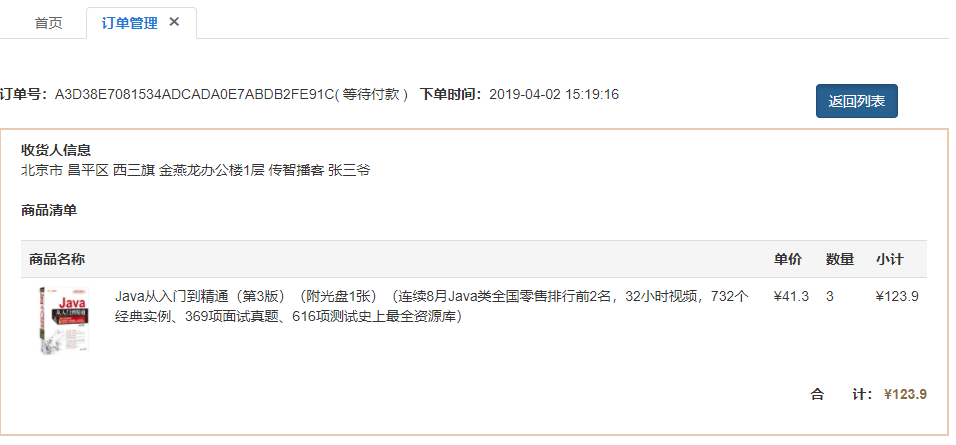 首页 订单管理 ✕
订单号：A3D38E7081534ADCADA0E7ABDB2FE91C( 等待付款 ) 下单时间：2019-04-02 15:19:16
返回列表
收货人信息
北京市 昌平区 西三旗 金燕龙办公楼1层 传智播客 张三爷
商品清单
商品名称 单价 数量 小计
Java
从入门到精通
Java从入门到精通（第3版）（附光盘1张）（连续8月Java类全国零售排行前2名，32小时视频，732个
经典实例、369项面试真题、616项测试史上最全资源库）
¥41.3 3 ¥123.9
合 计： ¥123.9